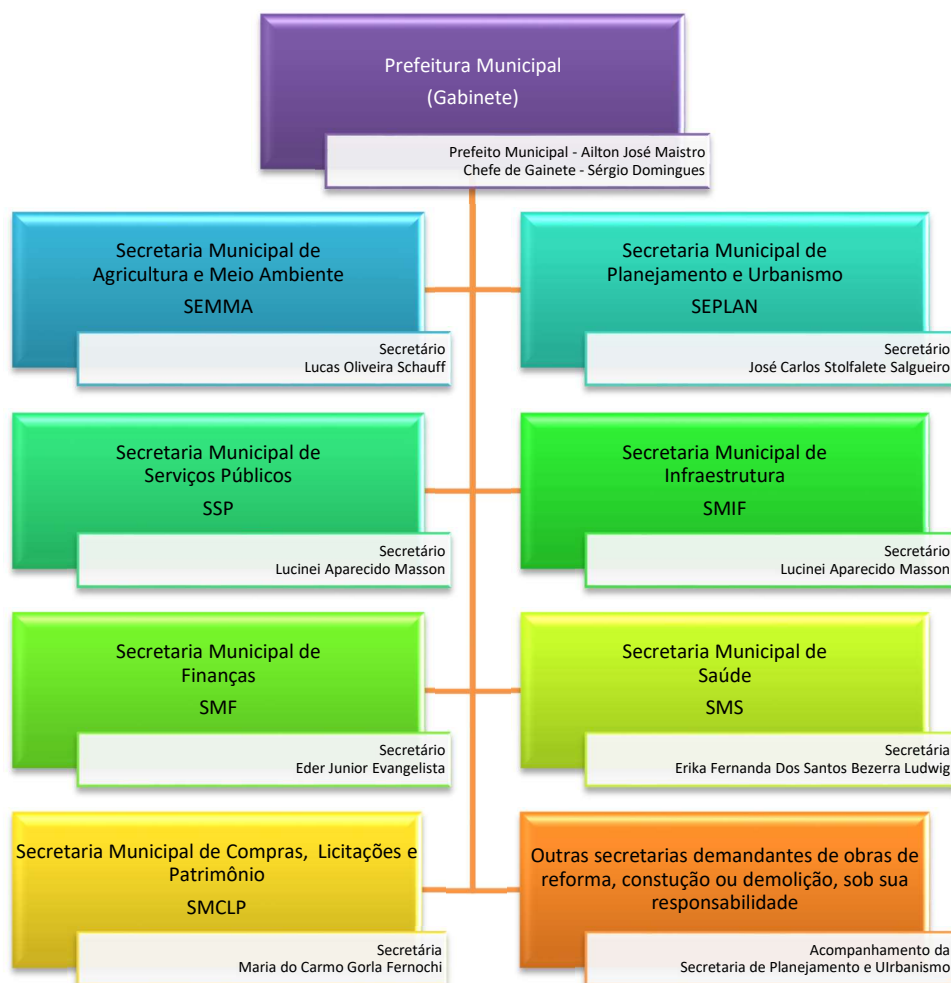 Prefeitura Municipal
(Gabinete)
Prefeito Municipal - Ailton José Maistro
Chefe de Gainete - Sérgio Domingues
Secretaria Municipal de
Agricultura e Meio Ambiente
SEMMA
Secretário
Lucas Oliveira Schauff
Secretaria Municipal de
Planejamento e Urbanismo
SEPLAN
Secretário
José Carlos Stolfalete Salgueiro
Secretaria Municipal de
Serviços Públicos
SSP
Secretário
Lucinei Aparecido Masson
Secretaria Municipal de
Infraestrutura
SMIF
Secretário
Lucinei Aparecido Masson
Secretaria Municipal de
Finanças
SMF
Secretário
Eder Junior Evangelista
Secretaria Municipal de
Saúde
SMS
Secretária
Erika Fernanda Dos Santos Bezerra Ludwig
Secretaria Municipal de Compras, Licitações e
Patrimônio
SMCLP
Secretária
Maria do Carmo Gorla Fernochi
Outras secretarias demandantes de obras de
reforma, constução ou demolição, sob sua
responsabilidade
Acompanhamento da
Secretaria de Planejamento e UIrbanismo